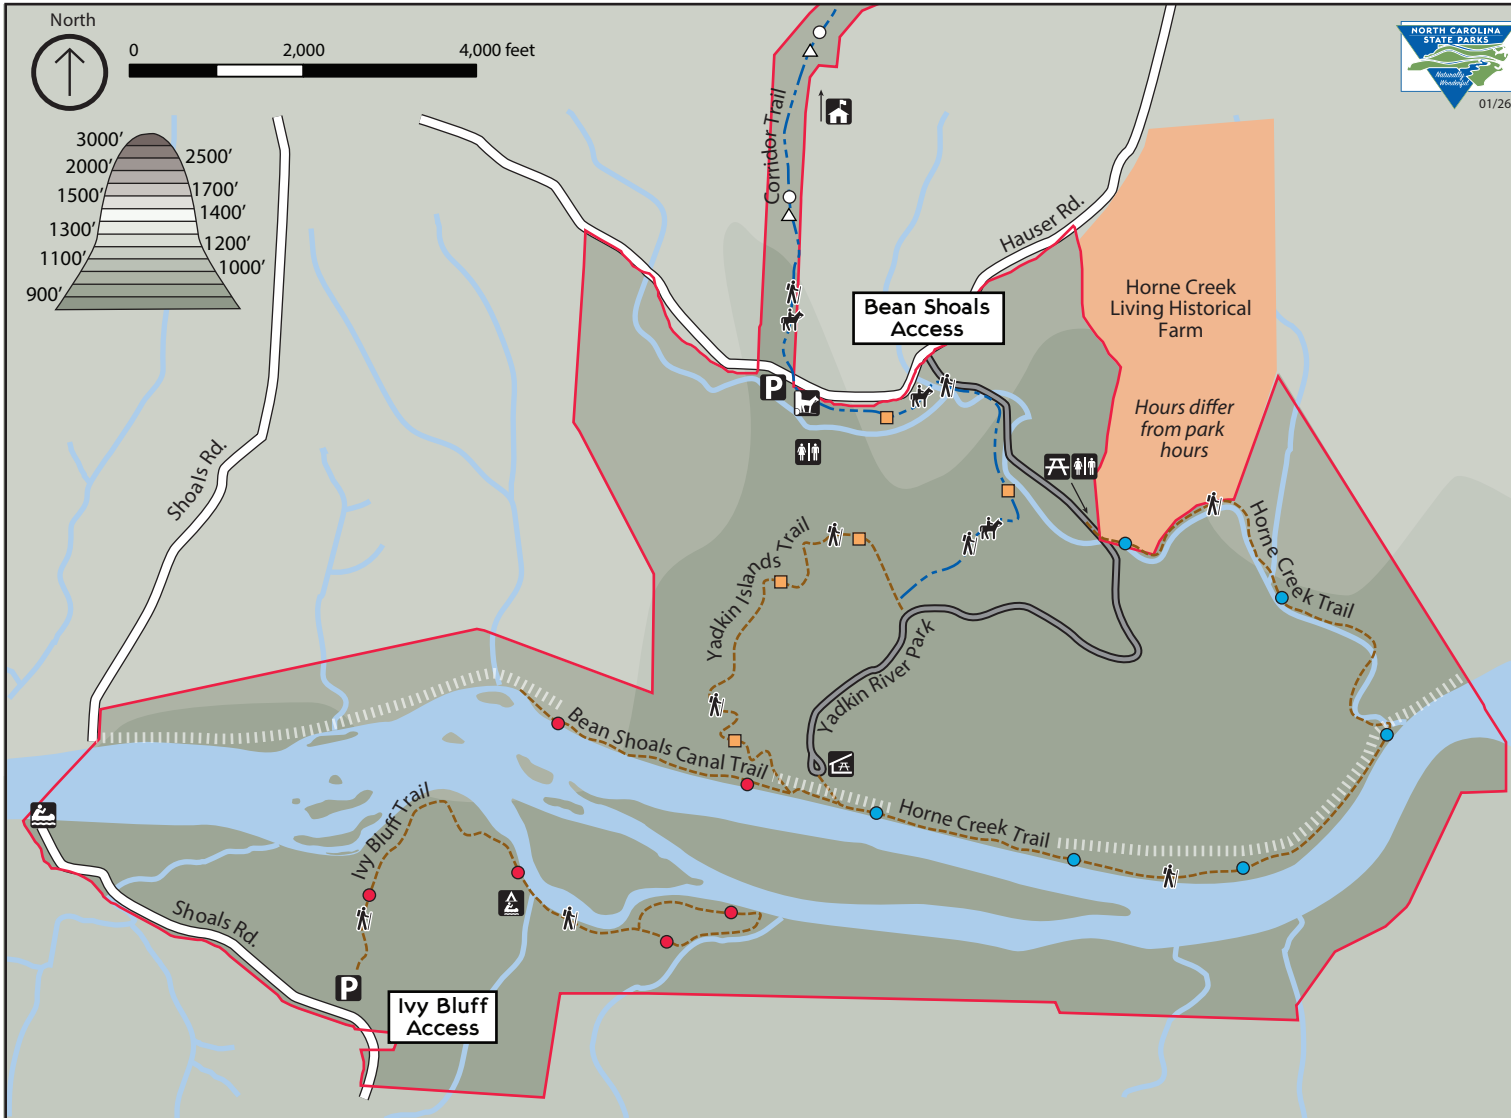 North
0
2,000
4,000 feet
NORTH CAROLINA
STATE PARKS
Naturally
Wonderful
01/26
3000’
2500’
2000’
1700’
1500’
1400’
1300’
1200’
1100’
1000’
900’
Corridor Trail
Hauser Rd.
Bean Shoals
Access
Horne Creek
Living Historical
Farm
Hours differ
from park
hours
P
Shoals Rd.
Yadkin Islands Trail
Horne Creek Trail
Yadkin River Park
Bean Shoals Canal Trail
Horne Creek Trail
Ivy Bluff Trail
Shoals Rd.
P
Ivy Bluff
Access